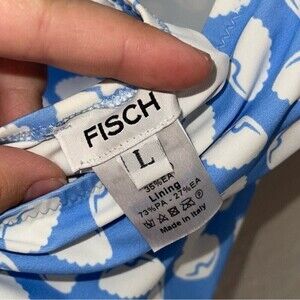 FISCH
L
35%EA
Lining
73%PA - 27%EA
Made in Italy